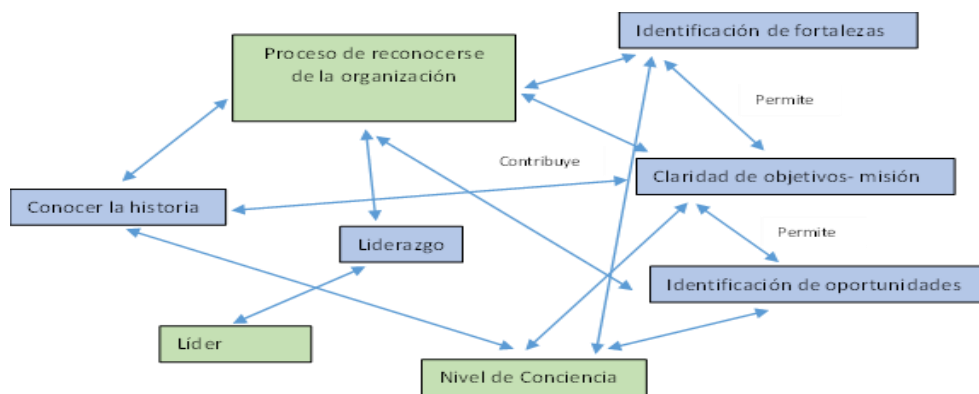 Identificación de fortalezas
Proceso de reconocerse
de la organización
Permite
Contribuye
Claridad de objetivos- misión
Conocer la historia
Liderazgo
Permite
Identificación de oportunidades
Líder
Nivel de Conciencia